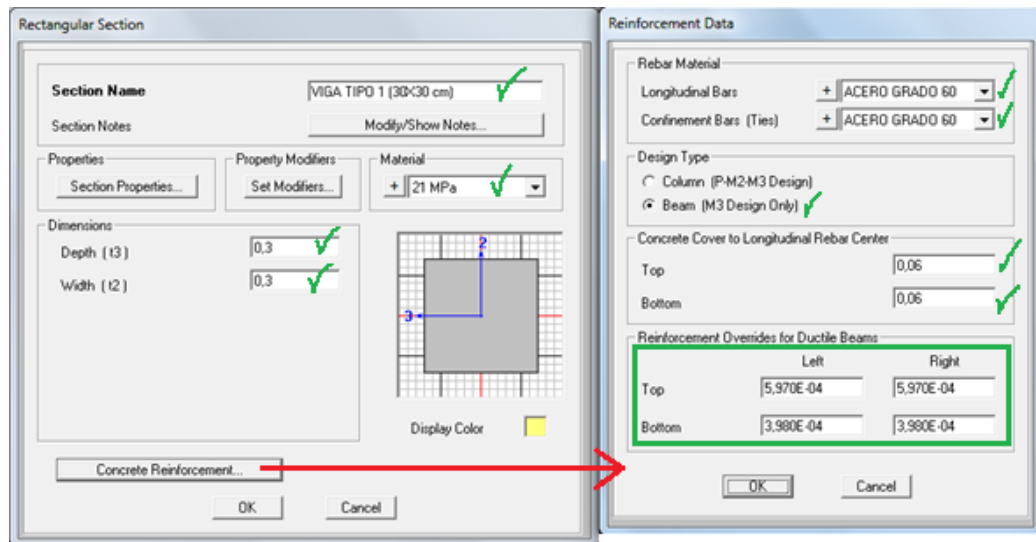 Rectangular Section
Section Name
VIGA TIPO 1 (30X30 cm)
Section Notes
Modify/Show Notes...
Properties
Section Properties...
Property Modifiers
Set Modifiers...
Material
+ 21 MPa
Dimensions
Depth ( t3 )
0,3
Width ( t2 )
0,3
2
3
Display Color
Concrete Reinforcement...
OK
Cancel
Reinforcement Data
Rebar Material
Longitudinal Bars
+ ACERO GRADO 60
Confinement Bars (Ties)
+ ACERO GRADO 60
Design Type
Column (P-M2-M3 Design)
Beam (M3 Design Only)
Concrete Cover to Longitudinal Rebar Center
Top
0,06
Bottom
0,06
Reinforcement Overrides for Ductile Beams
Left Right
Top 5,970E-04 5,970E-04
Bottom 3,980E-04 3,980E-04
OK
Cancel